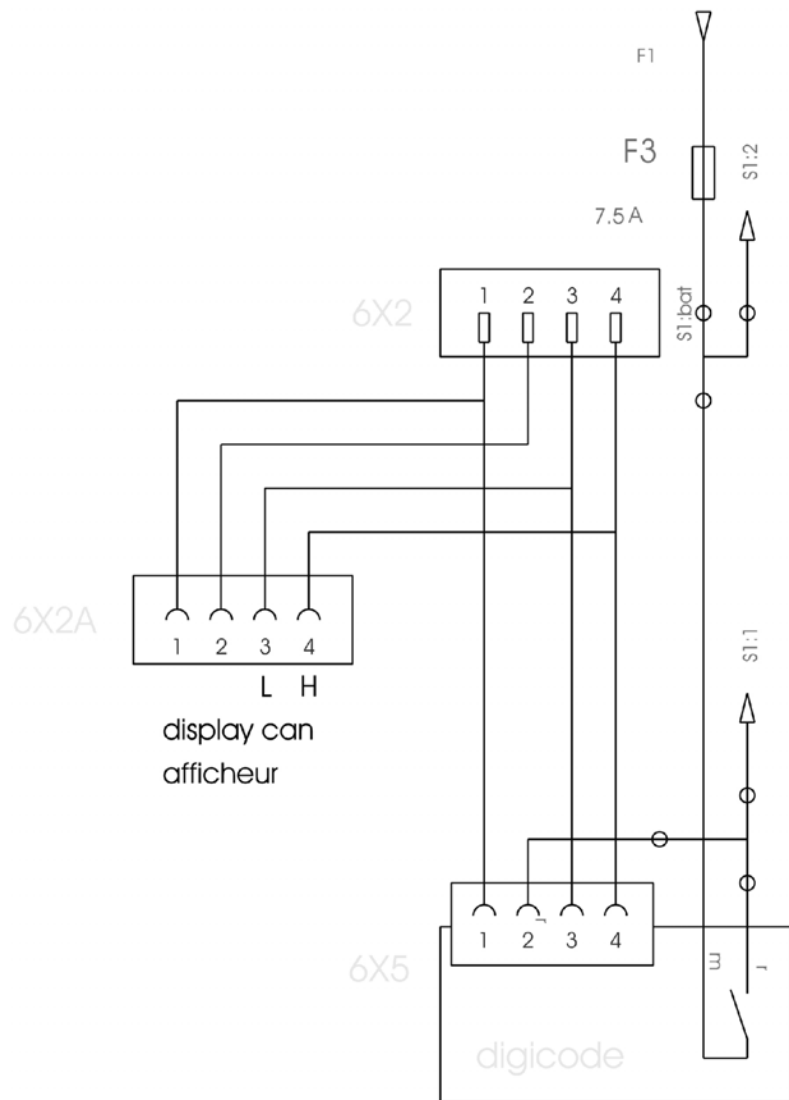 F1
F3
S1:2
7.5 A
6X2
1 2 3 4
S1:bat
6X2A
1 2 3 4
L H
display can
afficheur
S1:1
6X5
1 2 r 3 4
m r
digicode